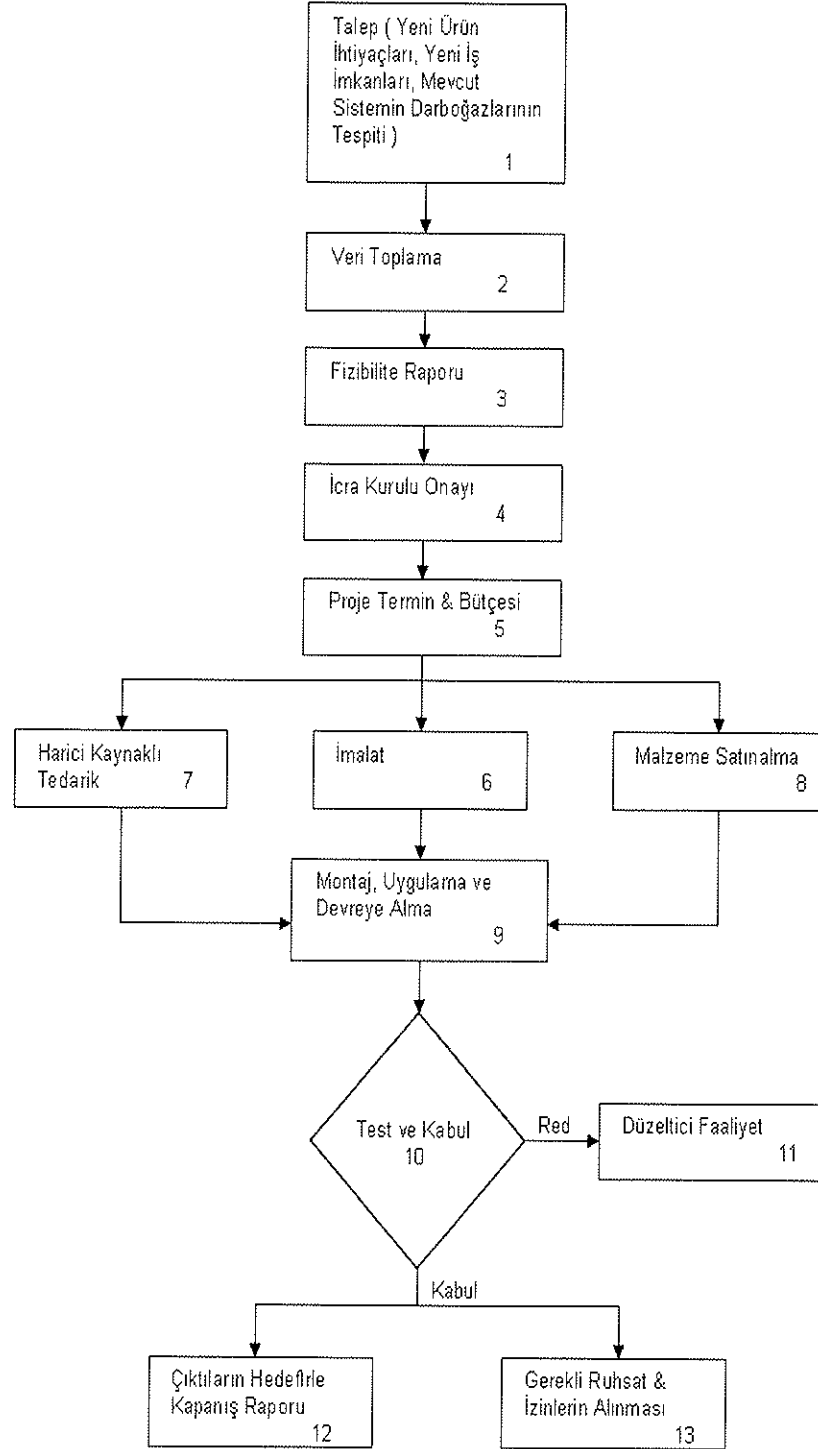 Talep ( Yeni Ürün
İhtiyaçları, Yeni İş
İmkanları, Mevcut
Sistemin Darboğazlarının
Tespiti )
1
Veri Toplama
2
Fizibilite Raporu
3
İcra Kurulu Onayı
4
Proje Termin & Bütçesi
5
Harici Kaynaklı
Tedarik 7
İmalat
6
Malzeme Satınalma
8
Montaj, Uygulama ve
Devreye Alma
9
Test ve Kabul
10
Red
Düzeltici Faaliyet
11
Kabul
Çıktıların Hedeflrle
Kapanış Raporu
12
Gerekli Ruhsat &
İzinlerin Alınması
13